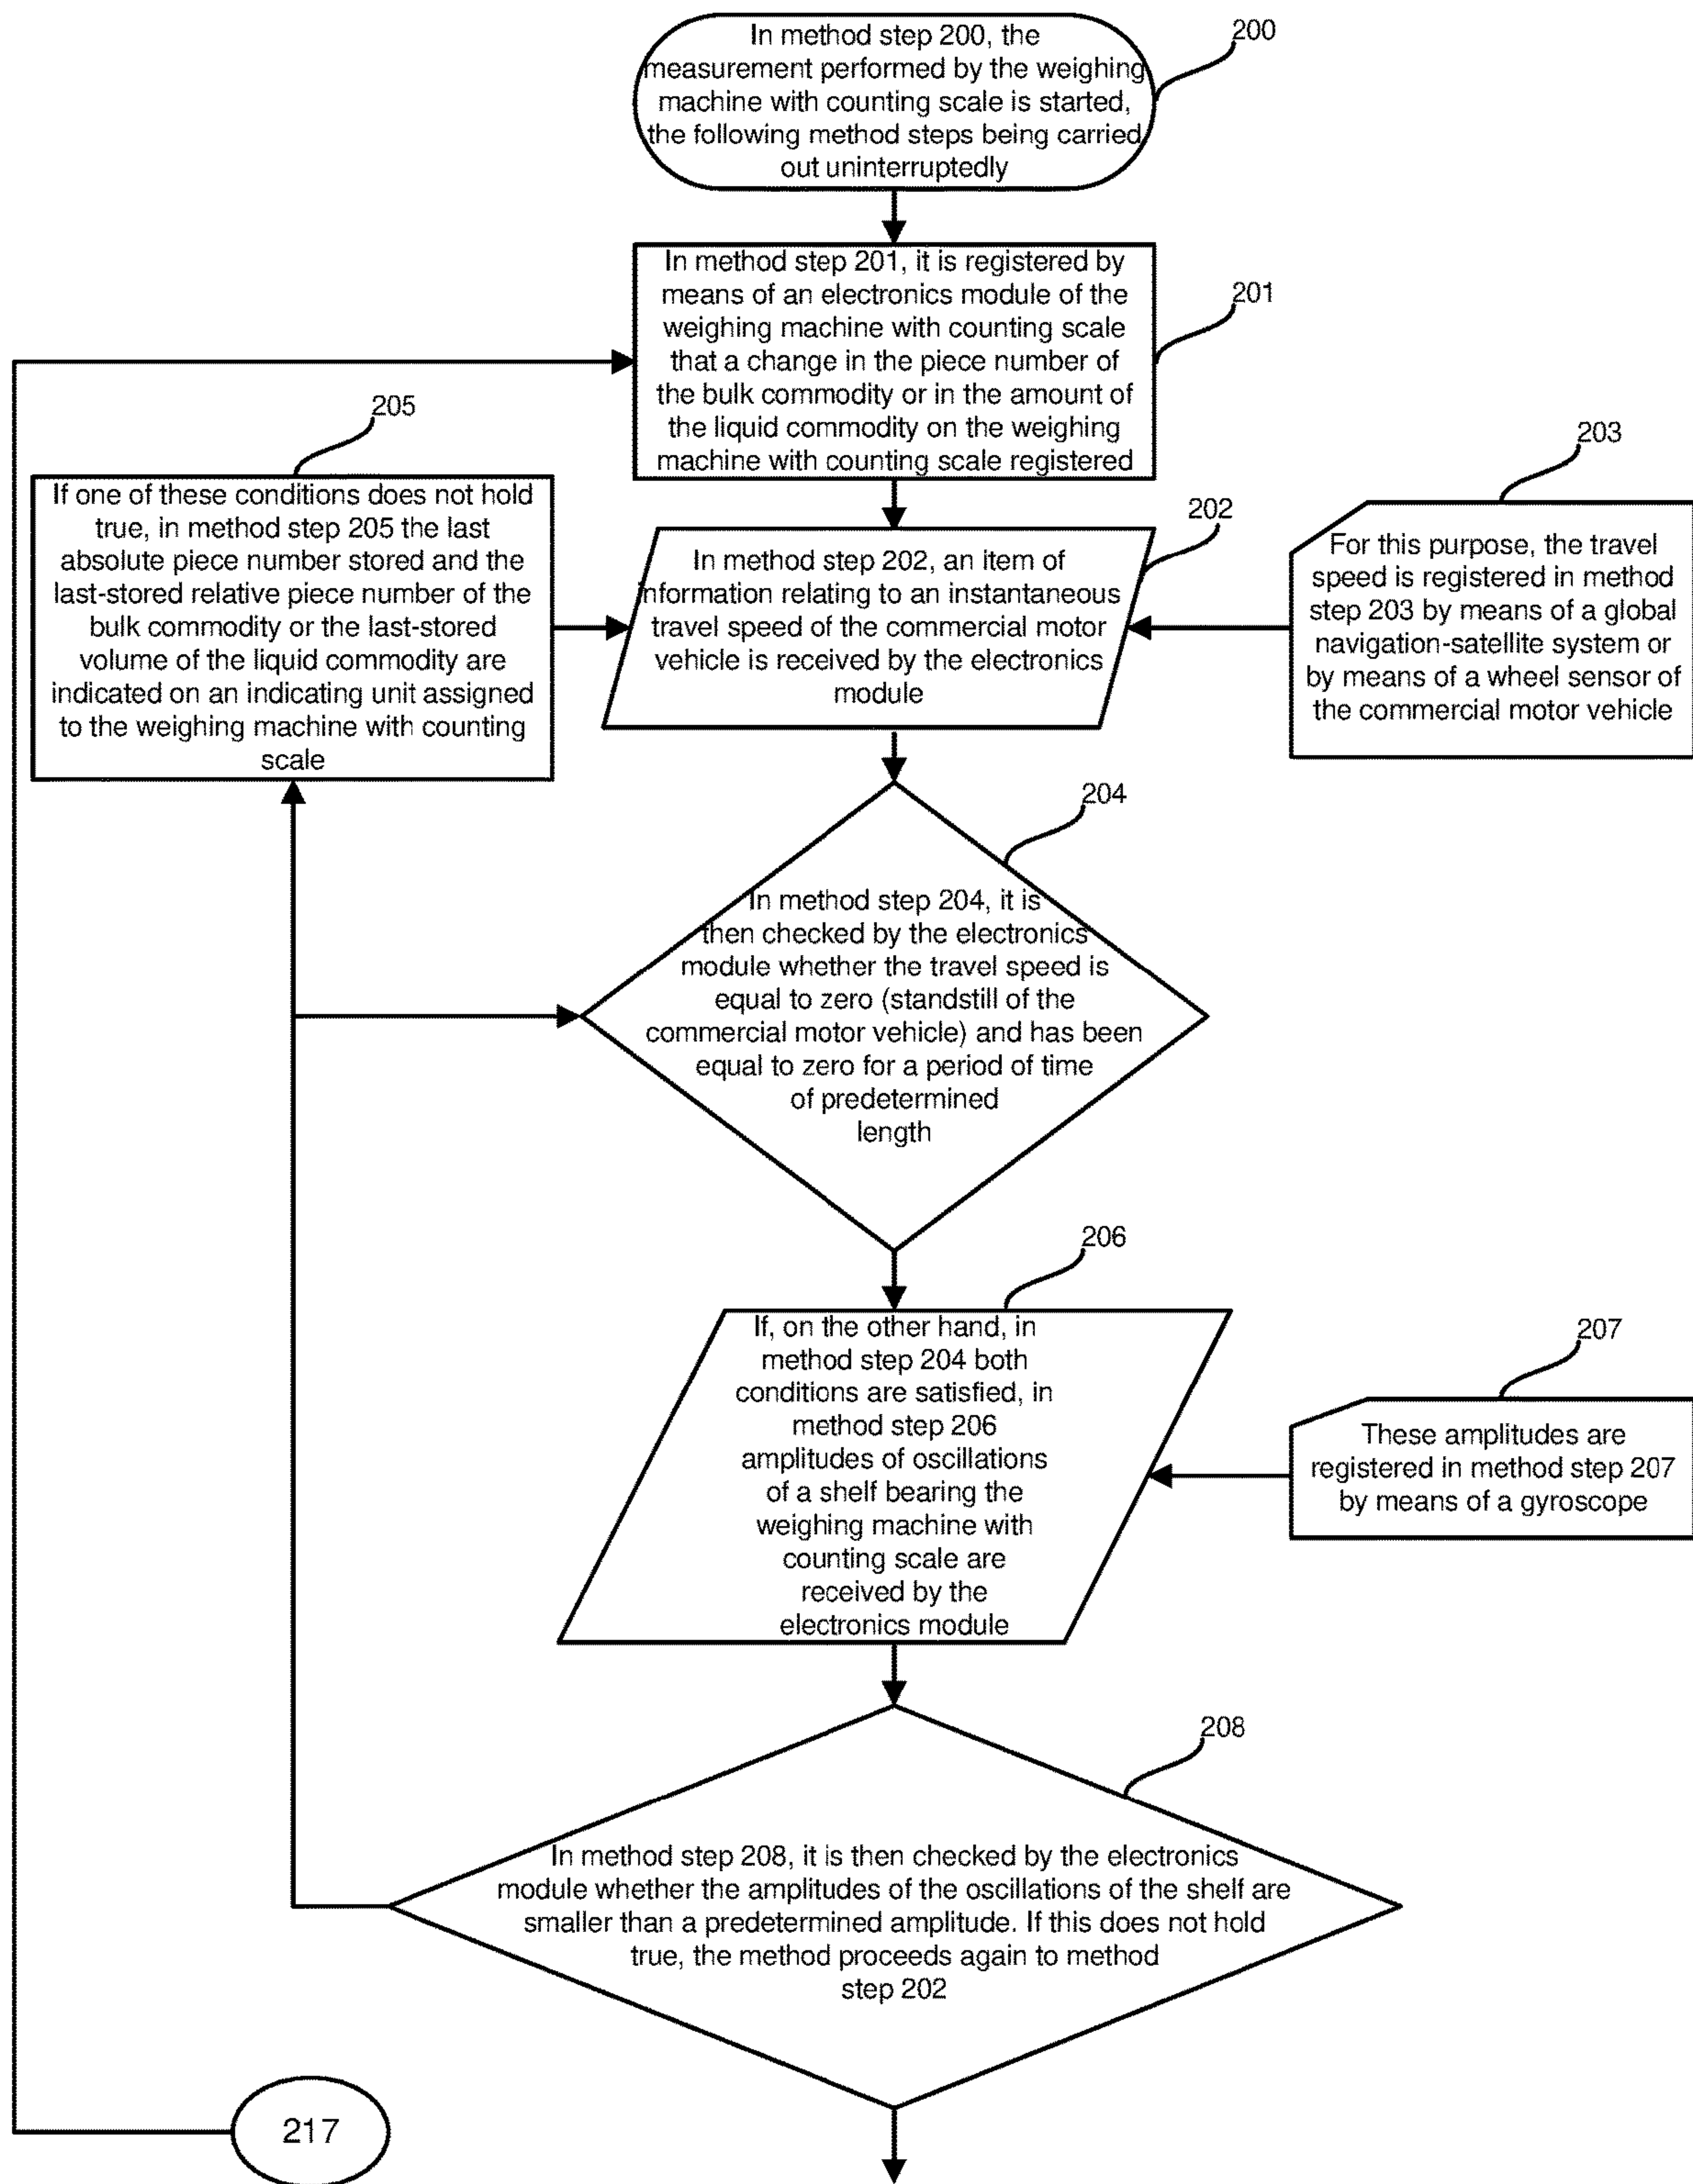 In method step 200, the
measurement performed by the weighing
machine with counting scale is started,
the following method steps being carried
out uninterruptedly
200
In method step 201, it is registered by
means of an electronics module of the
weighing machine with counting scale
that a change in the piece number of
the bulk commodity or in the amount of
the liquid commodity on the weighing
machine with counting scale registered
201
205
If one of these conditions does not hold
true, in method step 205 the last
absolute piece number stored and the
last-stored relative piece number of the
bulk commodity or the last-stored
volume of the liquid commodity are
indicated on an indicating unit assigned
to the weighing machine with counting
scale
202
In method step 202, an item of
information relating to an instantaneous
travel speed of the commercial motor
vehicle is received by the electronics
module
203
For this purpose, the travel
speed is registered in method
step 203 by means of a global
navigation-satellite system or
by means of a wheel sensor of
the commercial motor vehicle
204
In method step 204, it is
then checked by the electronics
module whether the travel speed is
equal to zero (standstill of the
commercial motor vehicle) and has been
equal to zero for a period of time
of predetermined
length
206
If, on the other hand, in
method step 204 both
conditions are satisfied, in
method step 206
amplitudes of oscillations
of a shelf bearing the
weighing machine with
counting scale are
received by the
electronics module
207
These amplitudes are
registered in method step 207
by means of a gyroscope
208
In method step 208, it is then checked by the electronics
module whether the amplitudes of the oscillations of the shelf are
smaller than a predetermined amplitude. If this does not hold
true, the method proceeds again to method
step 202
217